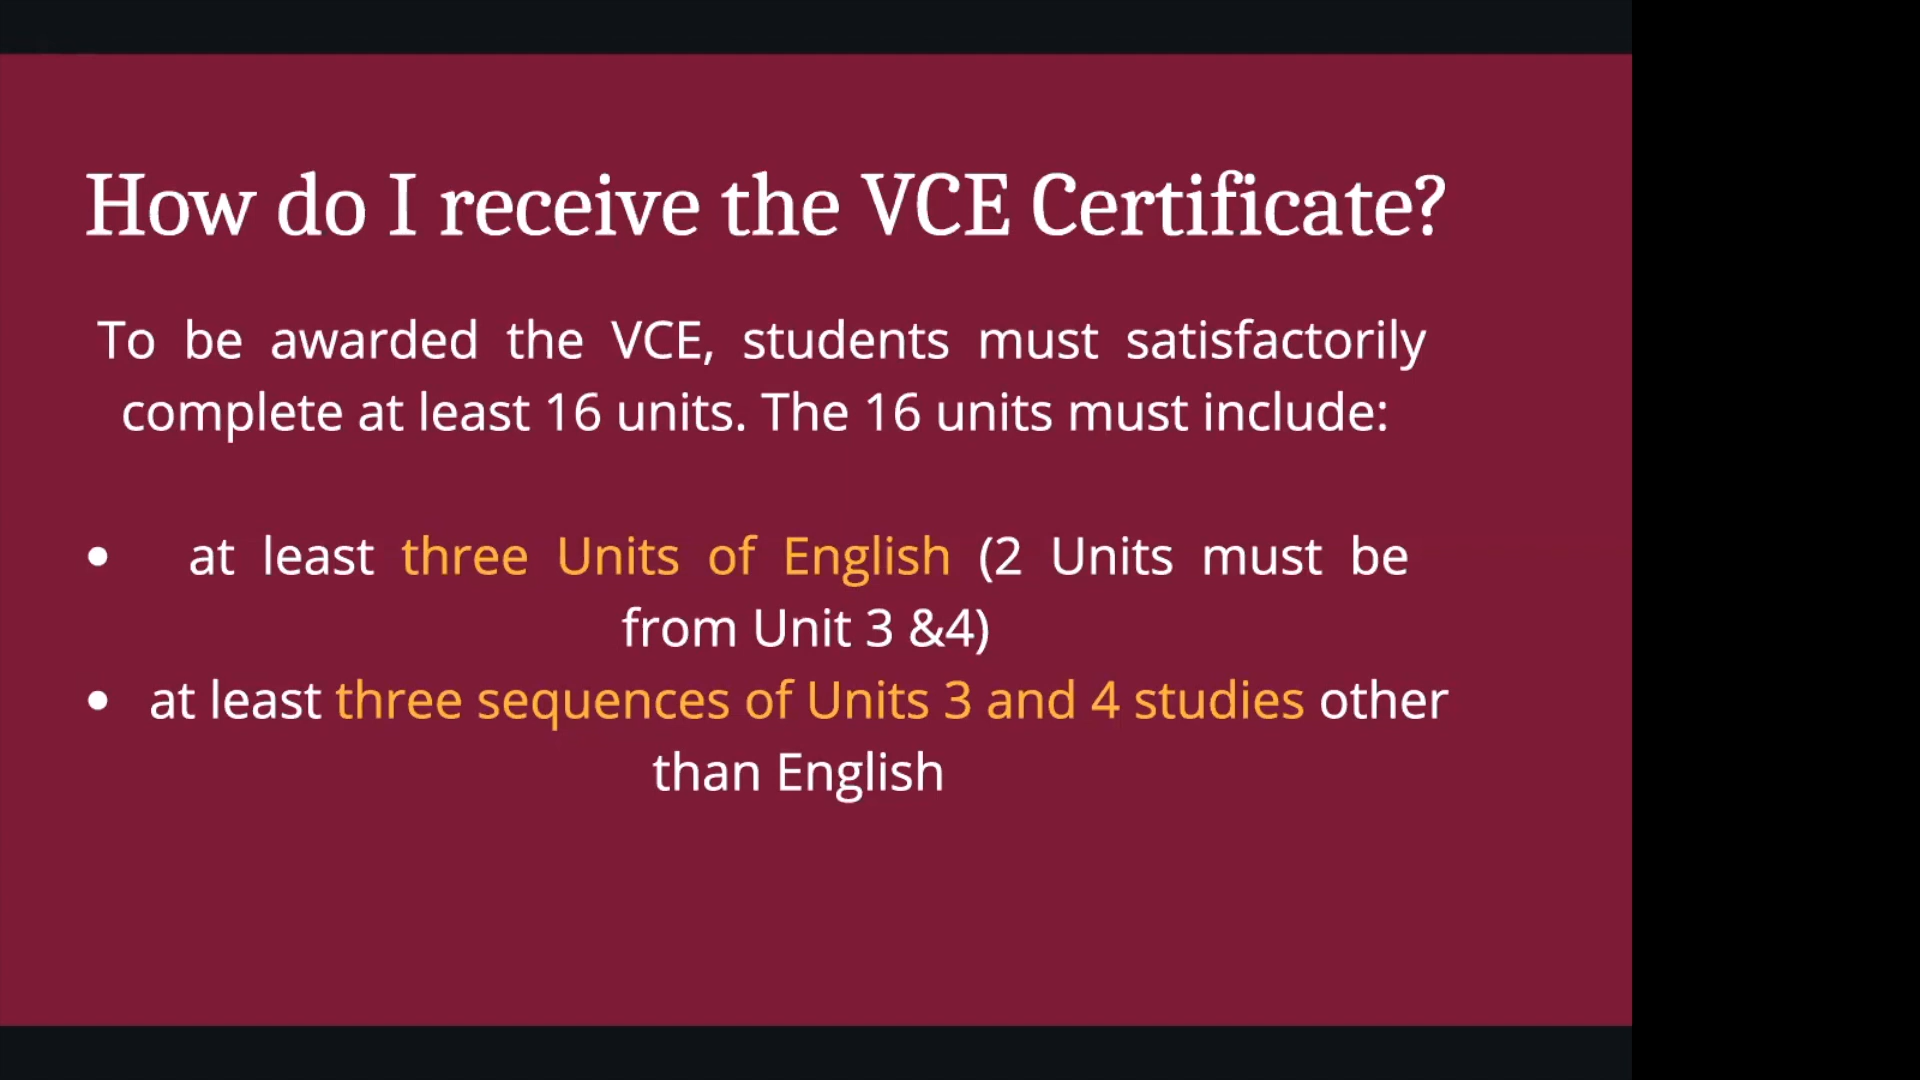 How do I receive the VCE Certificate?
To be awarded the VCE, students must satisfactorily
complete at least 16 units. The 16 units must include:
• at least three Units of English (2 Units must be
from Unit 3 &4)
• at least three sequences of Units 3 and 4 studies other
than English